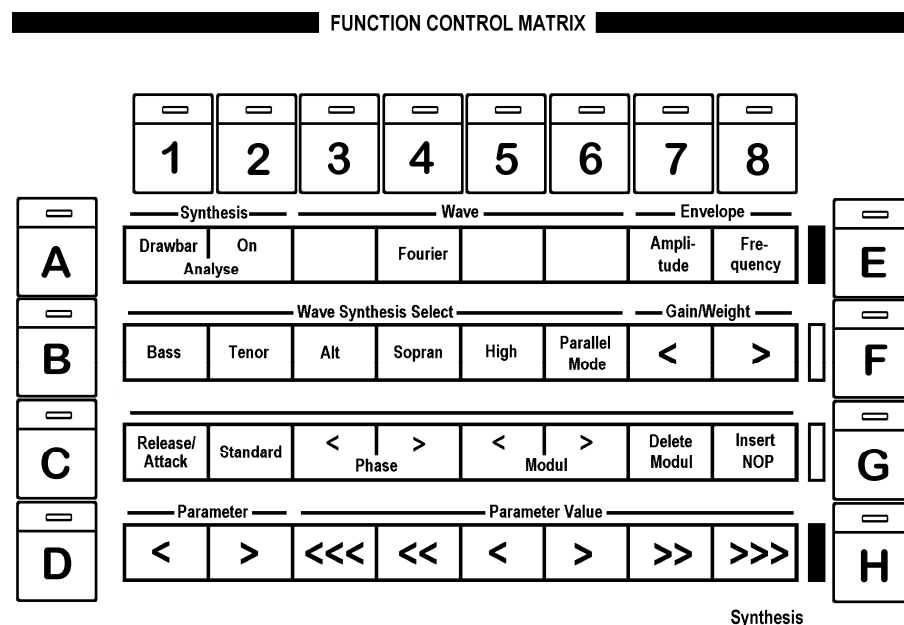 FUNCTION CONTROL MATRIX
1 2 3 4 5 6 7 8
Synthesis Wave Envelope
A Drawbar On Analyse Fourier Ampli- tude Fre- quency E
Wave Synthesis Select Gain/Weight
B Bass Tenor Alt Sopran High Parallel Mode < > F
C Release/ Attack Standard < > Phase < > Modul Delete Modul Insert NOP G
Parameter Parameter Value
D < > <<< << < > >> >>> H
Synthesis